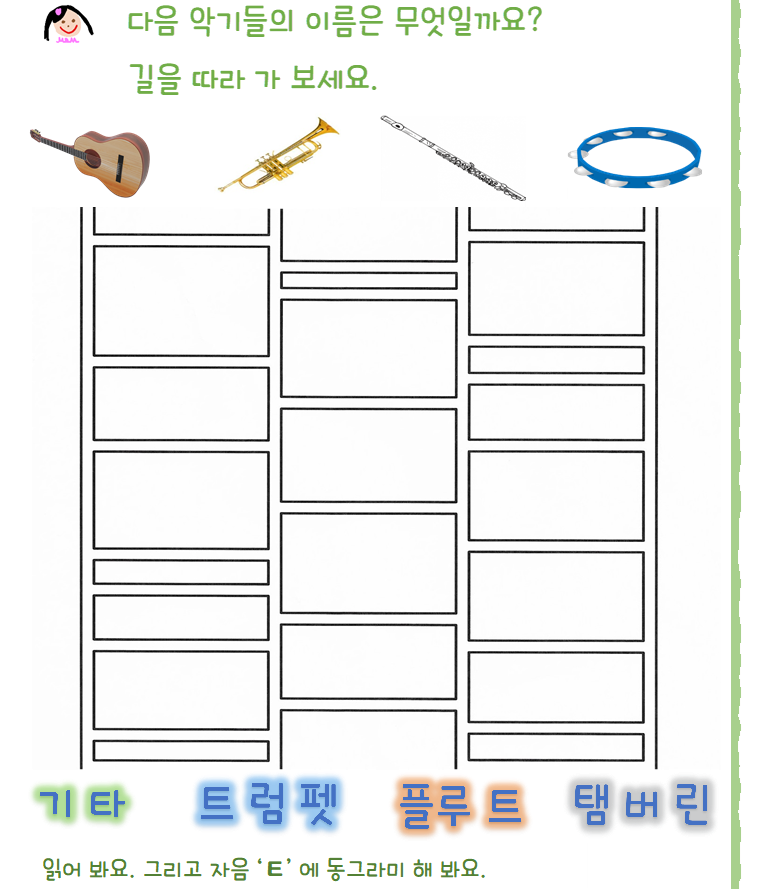 다음 악기들의 이름은 무엇일까요?
길을 따라 가 보세요.
기타 트럼펫 플루트 탬버린
읽어 봐요. 그리고 자음 ‘ㅌ’ 에 동그라미 해 봐요.